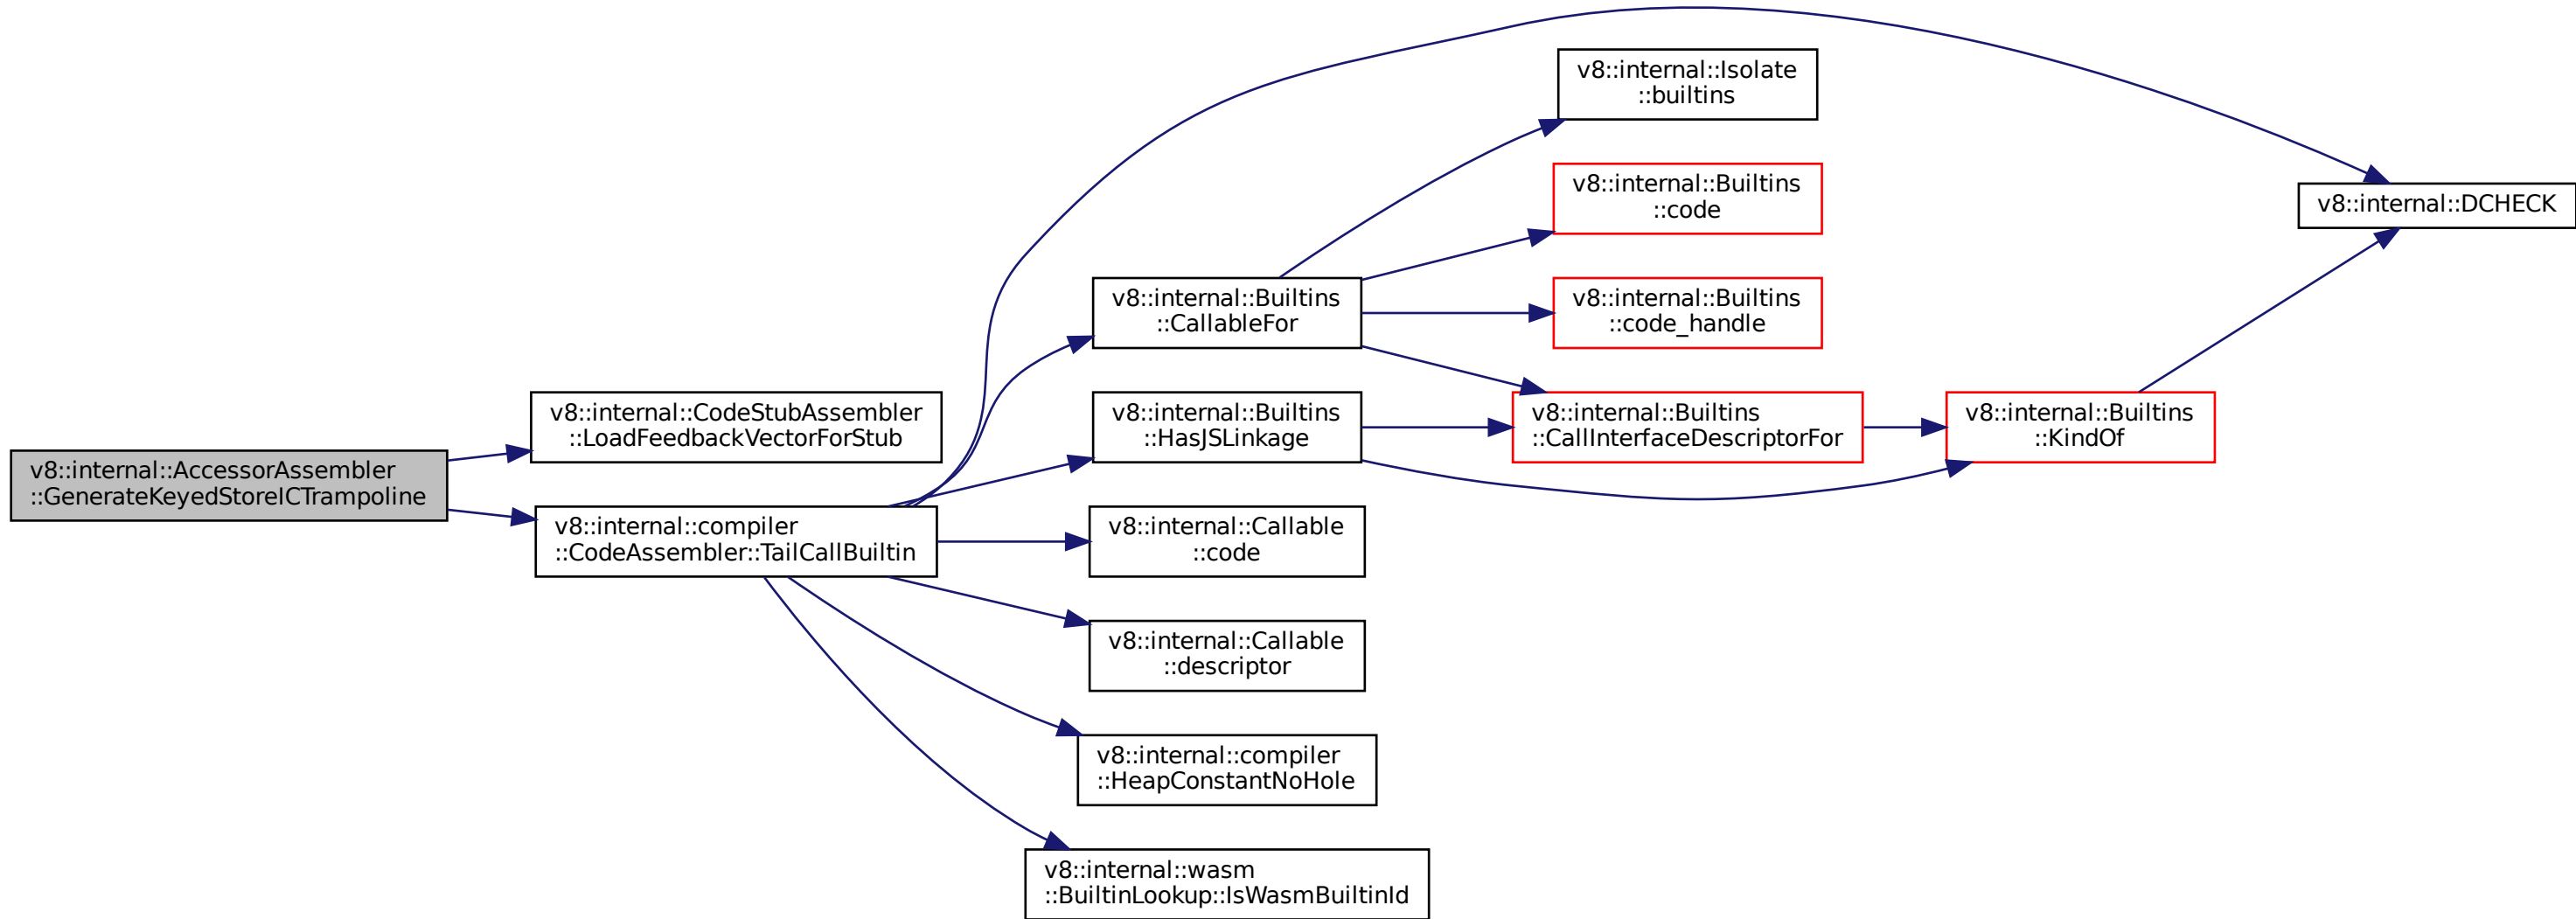 v8::internal::AccessorAssembler
::GenerateKeyedStoreICTrampoline
v8::internal::CodeStubAssembler
::LoadFeedbackVectorForStub
v8::internal::compiler
::CodeAssembler::TailCallBuiltin
v8::internal::Builtins
::CallableFor
v8::internal::Builtins
::HasJSLinkage
v8::internal::Callable
::code
v8::internal::Callable
::descriptor
v8::internal::compiler
::HeapConstantNoHole
v8::internal::wasm
::BuiltinLookup::IsWasmBuiltinId
v8::internal::Isolate
::builtins
v8::internal::Builtins
::code
v8::internal::Builtins
::code_handle
v8::internal::Builtins
::CallInterfaceDescriptorFor
v8::internal::Builtins
::KindOf
v8::internal::DCHECK